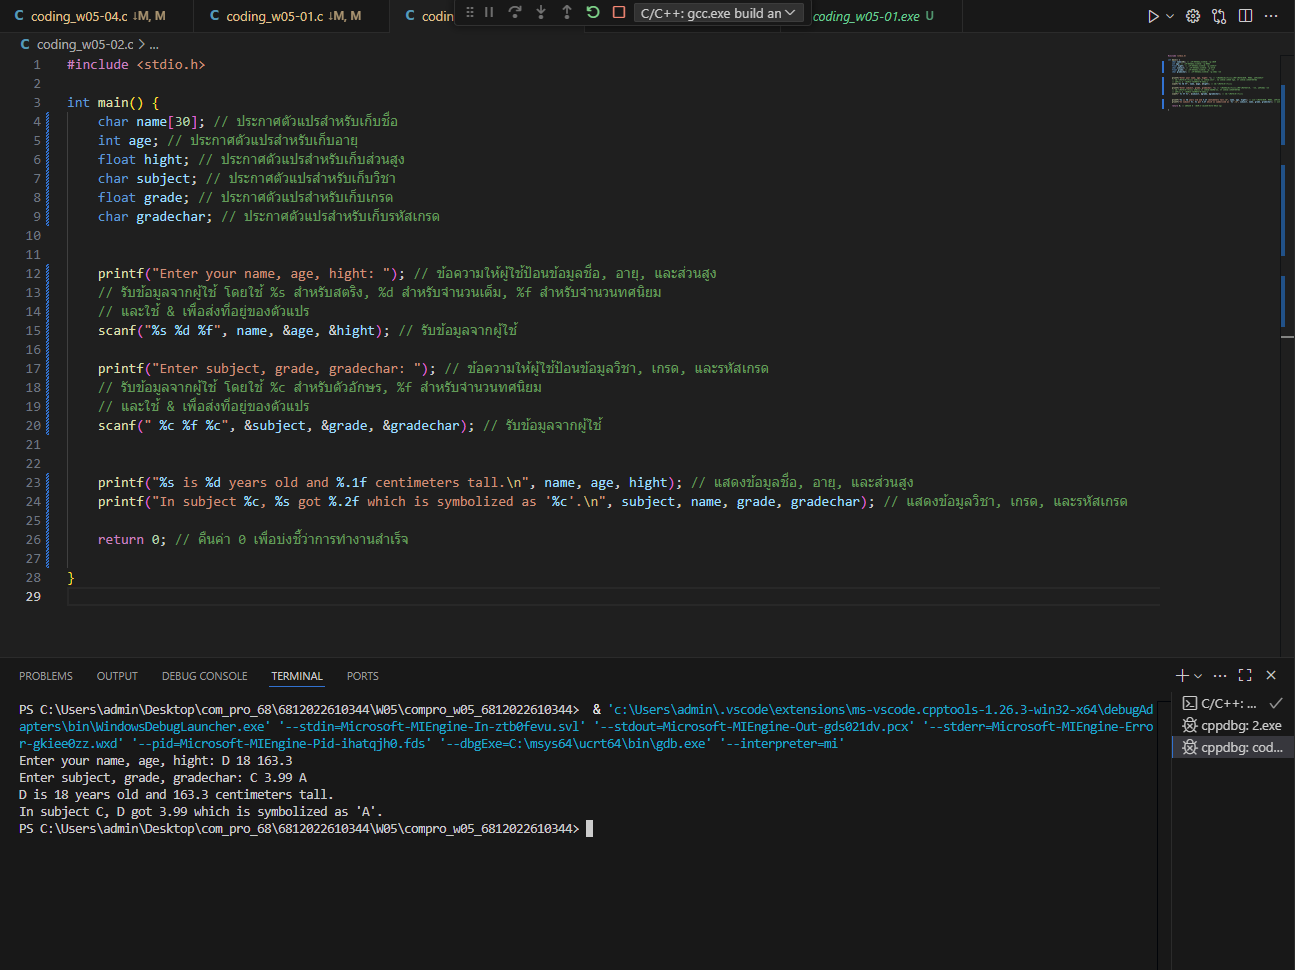 C coding_w05-04.c ↓M, M
C coding_w05-01.c ↓M, M
C codin
C/C++: gcc.exe build an
coding_w05-01.exe U
C coding_w05-02.c > ...
1 #include <stdio.h>
2
3 int main() {
4 char name[30]; // ประกาศตัวแปรสำหรับเก็บชื่อ
5 int age; // ประกาศตัวแปรสำหรับเก็บอายุ
6 float hight; // ประกาศตัวแปรสำหรับเก็บส่วนสูง
7 char subject; // ประกาศตัวแปรสำหรับเก็บวิชา
8 float grade; // ประกาศตัวแปรสำหรับเก็บเกรด
9 char gradechar; // ประกาศตัวแปรสำหรับเก็บรหัสเกรด
10
11
12 printf("Enter your name, age, hight: "); // ข้อความให้ผู้ใช้ป้อนข้อมูลชื่อ, อายุ, และส่วนสูง
13 // รับข้อมูลจากผู้ใช้ โดยใช้ %s สำหรับสตริง, %d สำหรับจำนวนเต็ม, %f สำหรับจำนวนทศนิยม
14 // และใช้ & เพื่อส่งที่อยู่ของตัวแปร
15 scanf("%s %d %f", name, &age, &hight); // รับข้อมูลจากผู้ใช้
16
17 printf("Enter subject, grade, gradechar: "); // ข้อความให้ผู้ใช้ป้อนข้อมูลวิชา, เกรด, และรหัสเกรด
18 // รับข้อมูลจากผู้ใช้ โดยใช้ %c สำหรับตัวอักษร, %f สำหรับจำนวนทศนิยม
19 // และใช้ & เพื่อส่งที่อยู่ของตัวแปร
20 scanf(" %c %f %c", &subject, &grade, &gradechar); // รับข้อมูลจากผู้ใช้
21
22
23 printf("%s is %d years old and %.1f centimeters tall.\n", name, age, hight); // แสดงข้อมูลชื่อ, อายุ, และส่วนสูง
24 printf("In subject %c, %s got %.2f which is symbolized as '%c'.\n", subject, name, grade, gradechar); // แสดงข้อมูลวิชา, เกรด, และรหัสเกรด
25
26 return 0; // คืนค่า 0 เพื่อบ่งชี้ว่าการทำงานสำเร็จ
27
28 }
29
PROBLEMS OUTPUT DEBUG CONSOLE TERMINAL PORTS
PS C:\Users\admin\Desktop\com_pro_68\6812022610344\W05\compro_w05_6812022610344> & 'c:\Users\admin\.vscode\extensions\ms-vscode.cpptools-1.26.3-win32-x64\debugAd
apters\bin\WindowsDebugLauncher.exe' '--stdin=Microsoft-MIEngine-In-ztb0fevu.svl' '--stdout=Microsoft-MIEngine-Out-gds021dv.pcx' '--stderr=Microsoft-MIEngine-Erro
r-gkiee0zz.wxd' '--pid=Microsoft-MIEngine-Pid-ihatqjh0.fds' '--dbgExe=C:\msys64\ucrt64\bin\gdb.exe' '--interpreter=mi'
Enter your name, age, hight: D 18 163.3
Enter subject, grade, gradechar: C 3.99 A
D is 18 years old and 163.3 centimeters tall.
In subject C, D got 3.99 which is symbolized as 'A'.
PS C:\Users\admin\Desktop\com_pro_68\6812022610344\W05\compro_w05_6812022610344>
C/C++: ...
cppdbg: 2.exe
cppdbg: cod...